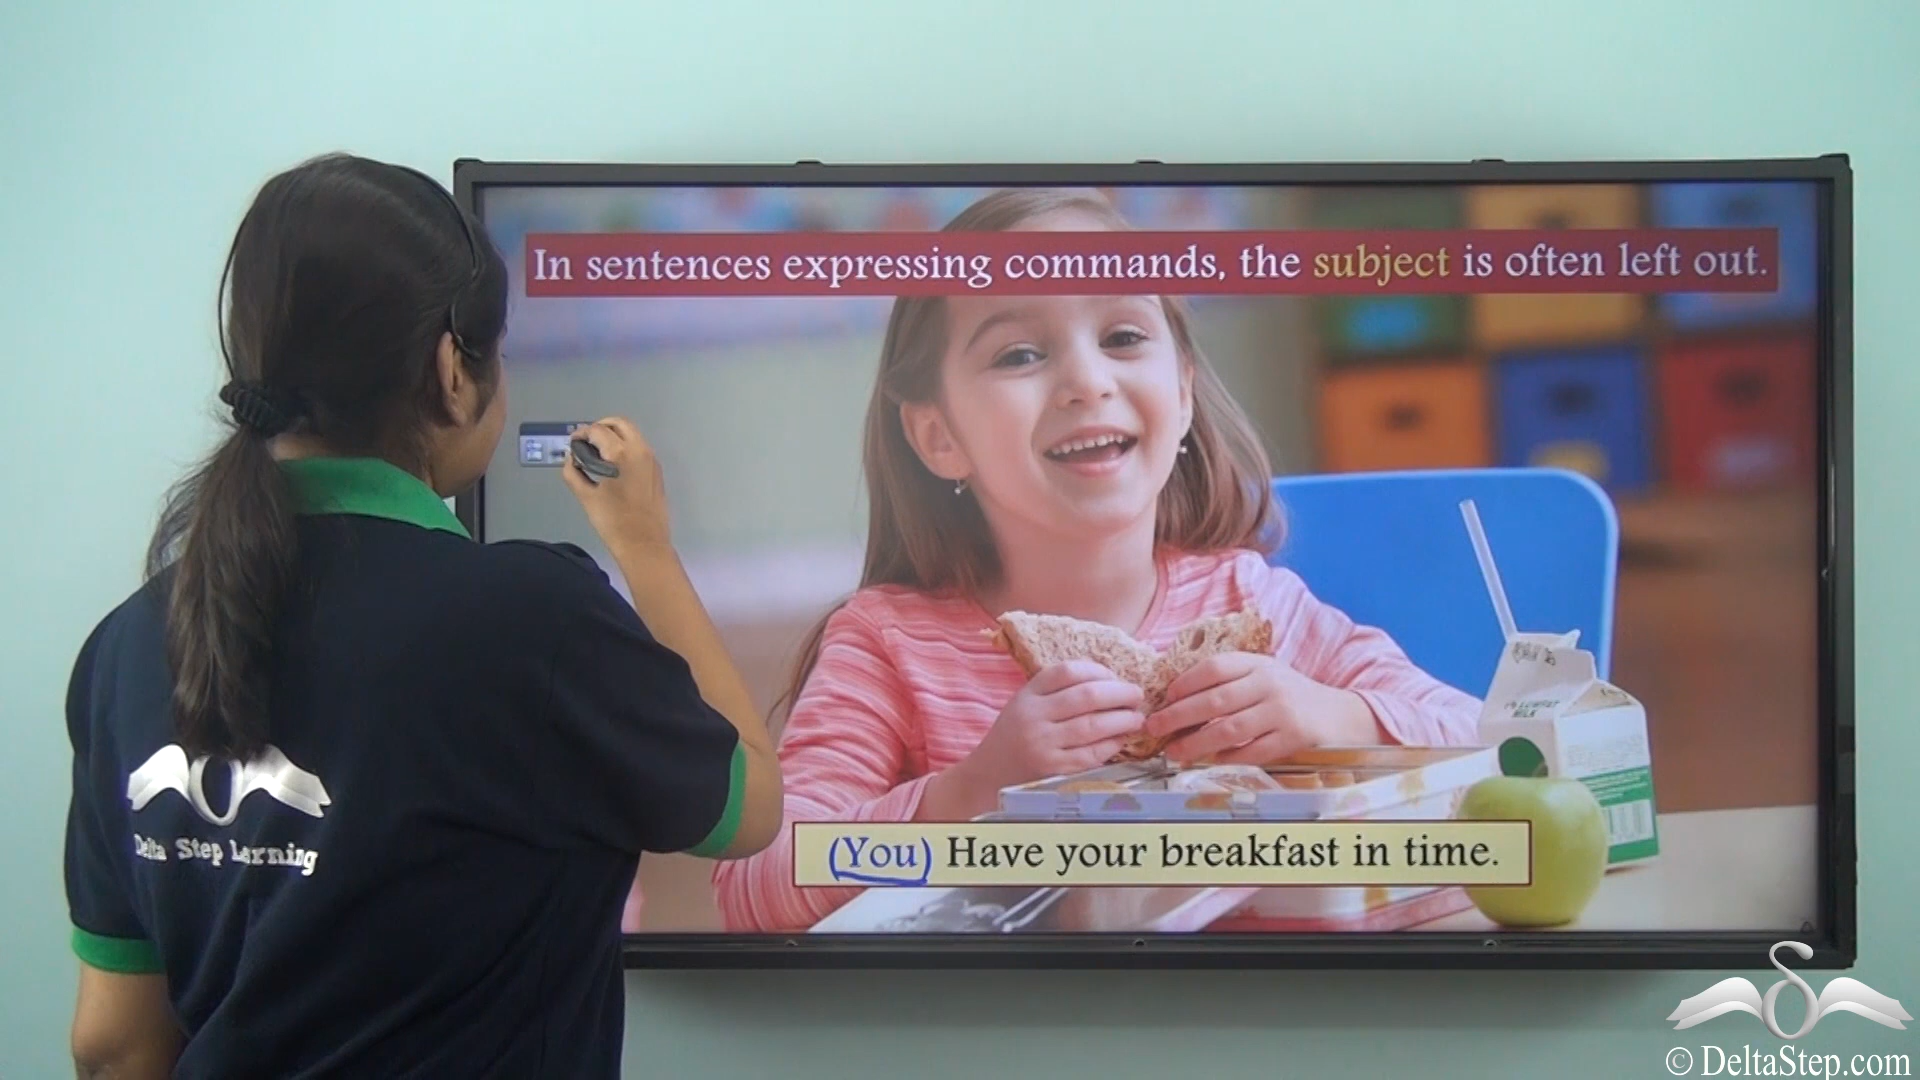 In sentences expressing commands, the subject is often left out.
(You) Have your breakfast in time.
Delta Step Lerning
© DeltaStep.com